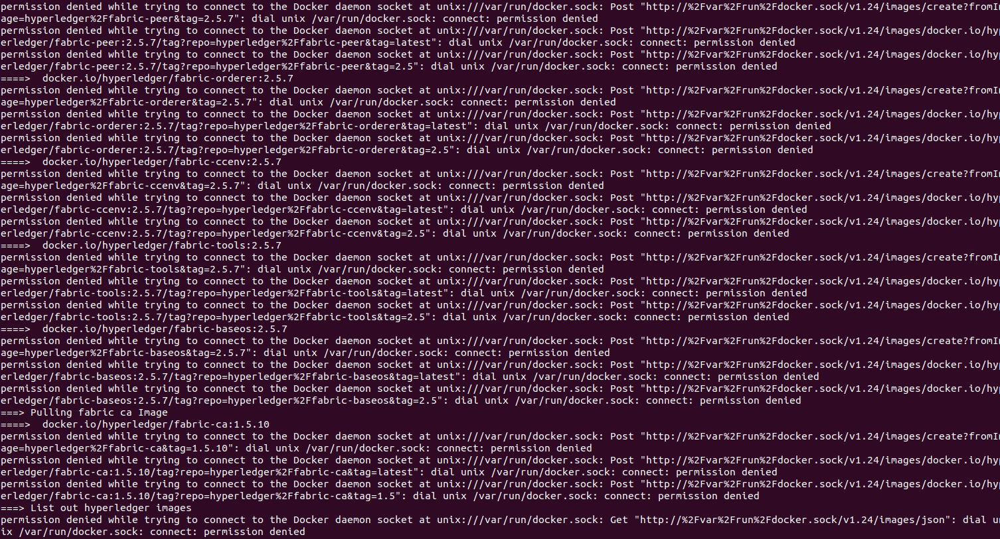 permission denied while trying to connect to the Docker daemon socket at unix:///var/run/docker.sock: Post "http://%2Fvar%2Frun%2Fdocker.sock/v1.24/images/create?fromIm
age=hyperledger%2Ffabric-peer&tag=2.5.7": dial unix /var/run/docker.sock: connect: permission denied
permission denied while trying to connect to the Docker daemon socket at unix:///var/run/docker.sock: Post "http://%2Fvar%2Frun%2Fdocker.sock/v1.24/images/docker.io/hyp
erledger/fabric-peer:2.5.7/tag?repo=hyperledger%2Ffabric-peer&tag=latest": dial unix /var/run/docker.sock: connect: permission denied
permission denied while trying to connect to the Docker daemon socket at unix:///var/run/docker.sock: Post "http://%2Fvar%2Frun%2Fdocker.sock/v1.24/images/docker.io/hyp
erledger/fabric-peer:2.5.7/tag?repo=hyperledger%2Ffabric-peer&tag=2.5": dial unix /var/run/docker.sock: connect: permission denied
====>  docker.io/hyperledger/fabric-orderer:2.5.7
permission denied while trying to connect to the Docker daemon socket at unix:///var/run/docker.sock: Post "http://%2Fvar%2Frun%2Fdocker.sock/v1.24/images/create?fromIm
age=hyperledger%2Ffabric-orderer&tag=2.5.7": dial unix /var/run/docker.sock: connect: permission denied
permission denied while trying to connect to the Docker daemon socket at unix:///var/run/docker.sock: Post "http://%2Fvar%2Frun%2Fdocker.sock/v1.24/images/docker.io/hyp
erledger/fabric-orderer:2.5.7/tag?repo=hyperledger%2Ffabric-orderer&tag=latest": dial unix /var/run/docker.sock: connect: permission denied
permission denied while trying to connect to the Docker daemon socket at unix:///var/run/docker.sock: Post "http://%2Fvar%2Frun%2Fdocker.sock/v1.24/images/docker.io/hyp
erledger/fabric-orderer:2.5.7/tag?repo=hyperledger%2Ffabric-orderer&tag=2.5": dial unix /var/run/docker.sock: connect: permission denied
====>  docker.io/hyperledger/fabric-ccenv:2.5.7
permission denied while trying to connect to the Docker daemon socket at unix:///var/run/docker.sock: Post "http://%2Fvar%2Frun%2Fdocker.sock/v1.24/images/create?fromIm
age=hyperledger%2Ffabric-ccenv&tag=2.5.7": dial unix /var/run/docker.sock: connect: permission denied
permission denied while trying to connect to the Docker daemon socket at unix:///var/run/docker.sock: Post "http://%2Fvar%2Frun%2Fdocker.sock/v1.24/images/docker.io/hyp
erledger/fabric-ccenv:2.5.7/tag?repo=hyperledger%2Ffabric-ccenv&tag=latest": dial unix /var/run/docker.sock: connect: permission denied
permission denied while trying to connect to the Docker daemon socket at unix:///var/run/docker.sock: Post "http://%2Fvar%2Frun%2Fdocker.sock/v1.24/images/docker.io/hyp
erledger/fabric-ccenv:2.5.7/tag?repo=hyperledger%2Ffabric-ccenv&tag=2.5": dial unix /var/run/docker.sock: connect: permission denied
====>  docker.io/hyperledger/fabric-tools:2.5.7
permission denied while trying to connect to the Docker daemon socket at unix:///var/run/docker.sock: Post "http://%2Fvar%2Frun%2Fdocker.sock/v1.24/images/create?fromIm
age=hyperledger%2Ffabric-tools&tag=2.5.7": dial unix /var/run/docker.sock: connect: permission denied
permission denied while trying to connect to the Docker daemon socket at unix:///var/run/docker.sock: Post "http://%2Fvar%2Frun%2Fdocker.sock/v1.24/images/docker.io/hyp
erledger/fabric-tools:2.5.7/tag?repo=hyperledger%2Ffabric-tools&tag=latest": dial unix /var/run/docker.sock: connect: permission denied
permission denied while trying to connect to the Docker daemon socket at unix:///var/run/docker.sock: Post "http://%2Fvar%2Frun%2Fdocker.sock/v1.24/images/docker.io/hyp
erledger/fabric-tools:2.5.7/tag?repo=hyperledger%2Ffabric-tools&tag=2.5": dial unix /var/run/docker.sock: connect: permission denied
====>  docker.io/hyperledger/fabric-baseos:2.5.7
permission denied while trying to connect to the Docker daemon socket at unix:///var/run/docker.sock: Post "http://%2Fvar%2Frun%2Fdocker.sock/v1.24/images/create?fromIm
age=hyperledger%2Ffabric-baseos&tag=2.5.7": dial unix /var/run/docker.sock: connect: permission denied
permission denied while trying to connect to the Docker daemon socket at unix:///var/run/docker.sock: Post "http://%2Fvar%2Frun%2Fdocker.sock/v1.24/images/docker.io/hyp
erledger/fabric-baseos:2.5.7/tag?repo=hyperledger%2Ffabric-baseos&tag=latest": dial unix /var/run/docker.sock: connect: permission denied
permission denied while trying to connect to the Docker daemon socket at unix:///var/run/docker.sock: Post "http://%2Fvar%2Frun%2Fdocker.sock/v1.24/images/docker.io/hyp
erledger/fabric-baseos:2.5.7/tag?repo=hyperledger%2Ffabric-baseos&tag=2.5": dial unix /var/run/docker.sock: connect: permission denied
===> Pulling fabric ca Image
====>  docker.io/hyperledger/fabric-ca:1.5.10
permission denied while trying to connect to the Docker daemon socket at unix:///var/run/docker.sock: Post "http://%2Fvar%2Frun%2Fdocker.sock/v1.24/images/create?fromIm
age=hyperledger%2Ffabric-ca&tag=1.5.10": dial unix /var/run/docker.sock: connect: permission denied
permission denied while trying to connect to the Docker daemon socket at unix:///var/run/docker.sock: Post "http://%2Fvar%2Frun%2Fdocker.sock/v1.24/images/docker.io/hyp
erledger/fabric-ca:1.5.10/tag?repo=hyperledger%2Ffabric-ca&tag=latest": dial unix /var/run/docker.sock: connect: permission denied
permission denied while trying to connect to the Docker daemon socket at unix:///var/run/docker.sock: Post "http://%2Fvar%2Frun%2Fdocker.sock/v1.24/images/docker.io/hyp
erledger/fabric-ca:1.5.10/tag?repo=hyperledger%2Ffabric-ca&tag=1.5": dial unix /var/run/docker.sock: connect: permission denied
===> List out hyperledger images
permission denied while trying to connect to the Docker daemon socket at unix:///var/run/docker.sock: Get "http://%2Fvar%2Frun%2Fdocker.sock/v1.24/images/json": dial un
ix /var/run/docker.sock: connect: permission denied